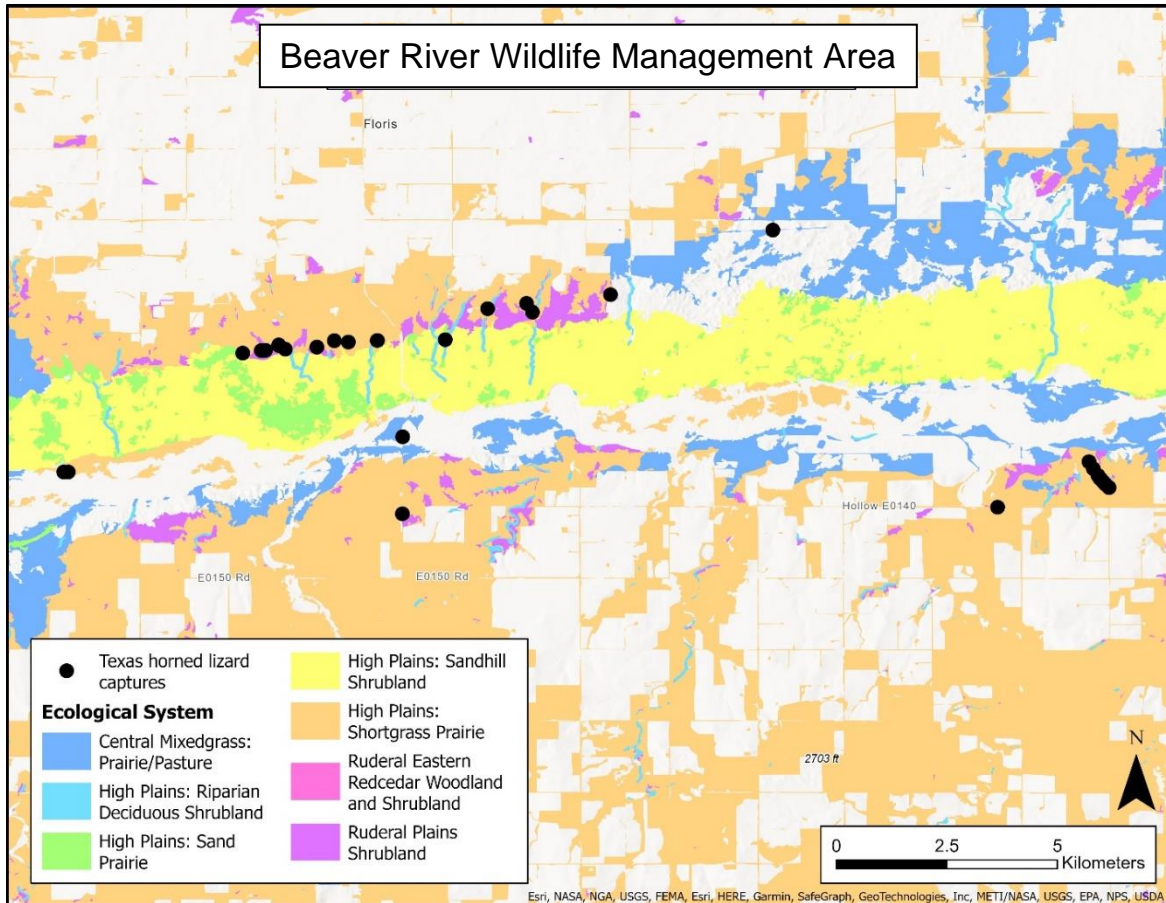 Beaver River Wildlife Management Area
Floris
Hollow E0140
E0150 Rd
E0150 Rd
2703 ft
Texas horned lizard
captures
Ecological System
Central Mixedgrass:
Prairie/Pasture
High Plains: Riparian
Deciduous Shrubland
High Plains: Sand
Prairie
High Plains: Sandhill
Shrubland
High Plains:
Shortgrass Prairie
Ruderal Eastern
Redcedar Woodland
and Shrubland
Ruderal Plains
Shrubland
N
0 2.5 5
Kilometers
Esri, NASA, NGA, USGS, FEMA, Esri, HERE, Garmin, SafeGraph, GeoTechnologies, Inc, METI/NASA, USGS, EPA, NPS, USDA